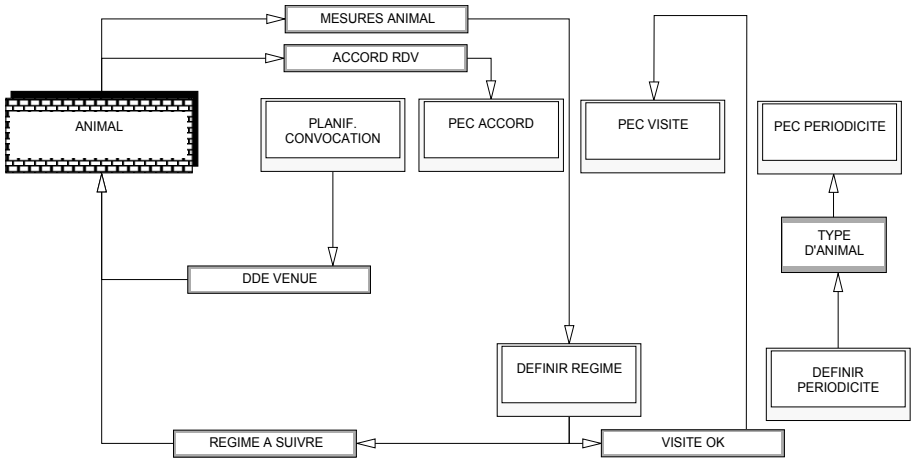 MESURES ANIMAL
ACCORD RDV
ANIMAL
PLANIF.
CONVOCATION
PEC ACCORD
PEC VISITE
PEC PERIODICITE
TYPE
D'ANIMAL
DDE VENUE
DEFINIR REGIME
DEFINIR
PERIODICITE
REGIME A SUIVRE
VISITE OK